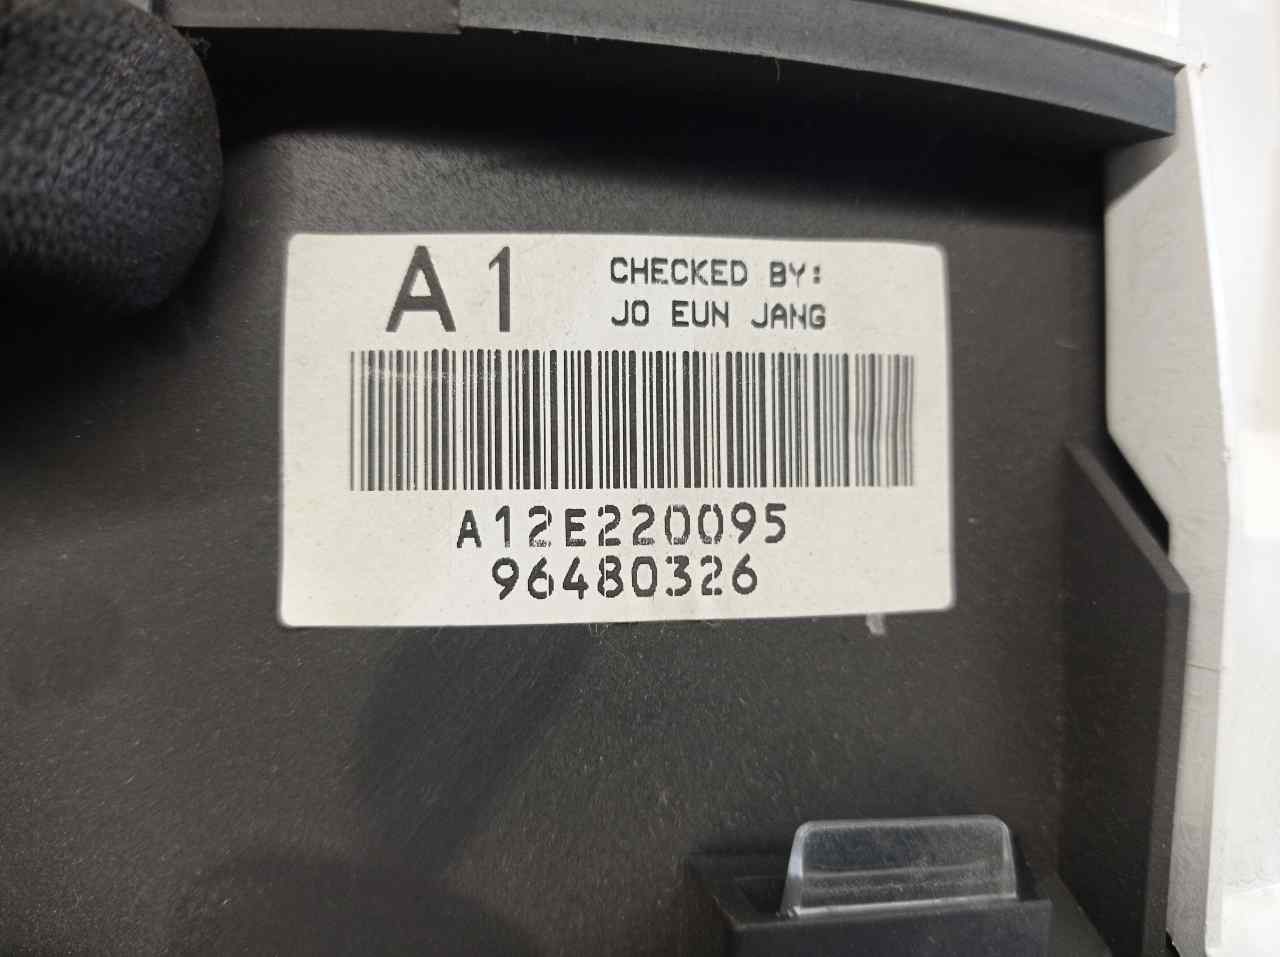 A1
CHECKED BY:
JO EUN JANG
A12E220095
96480326